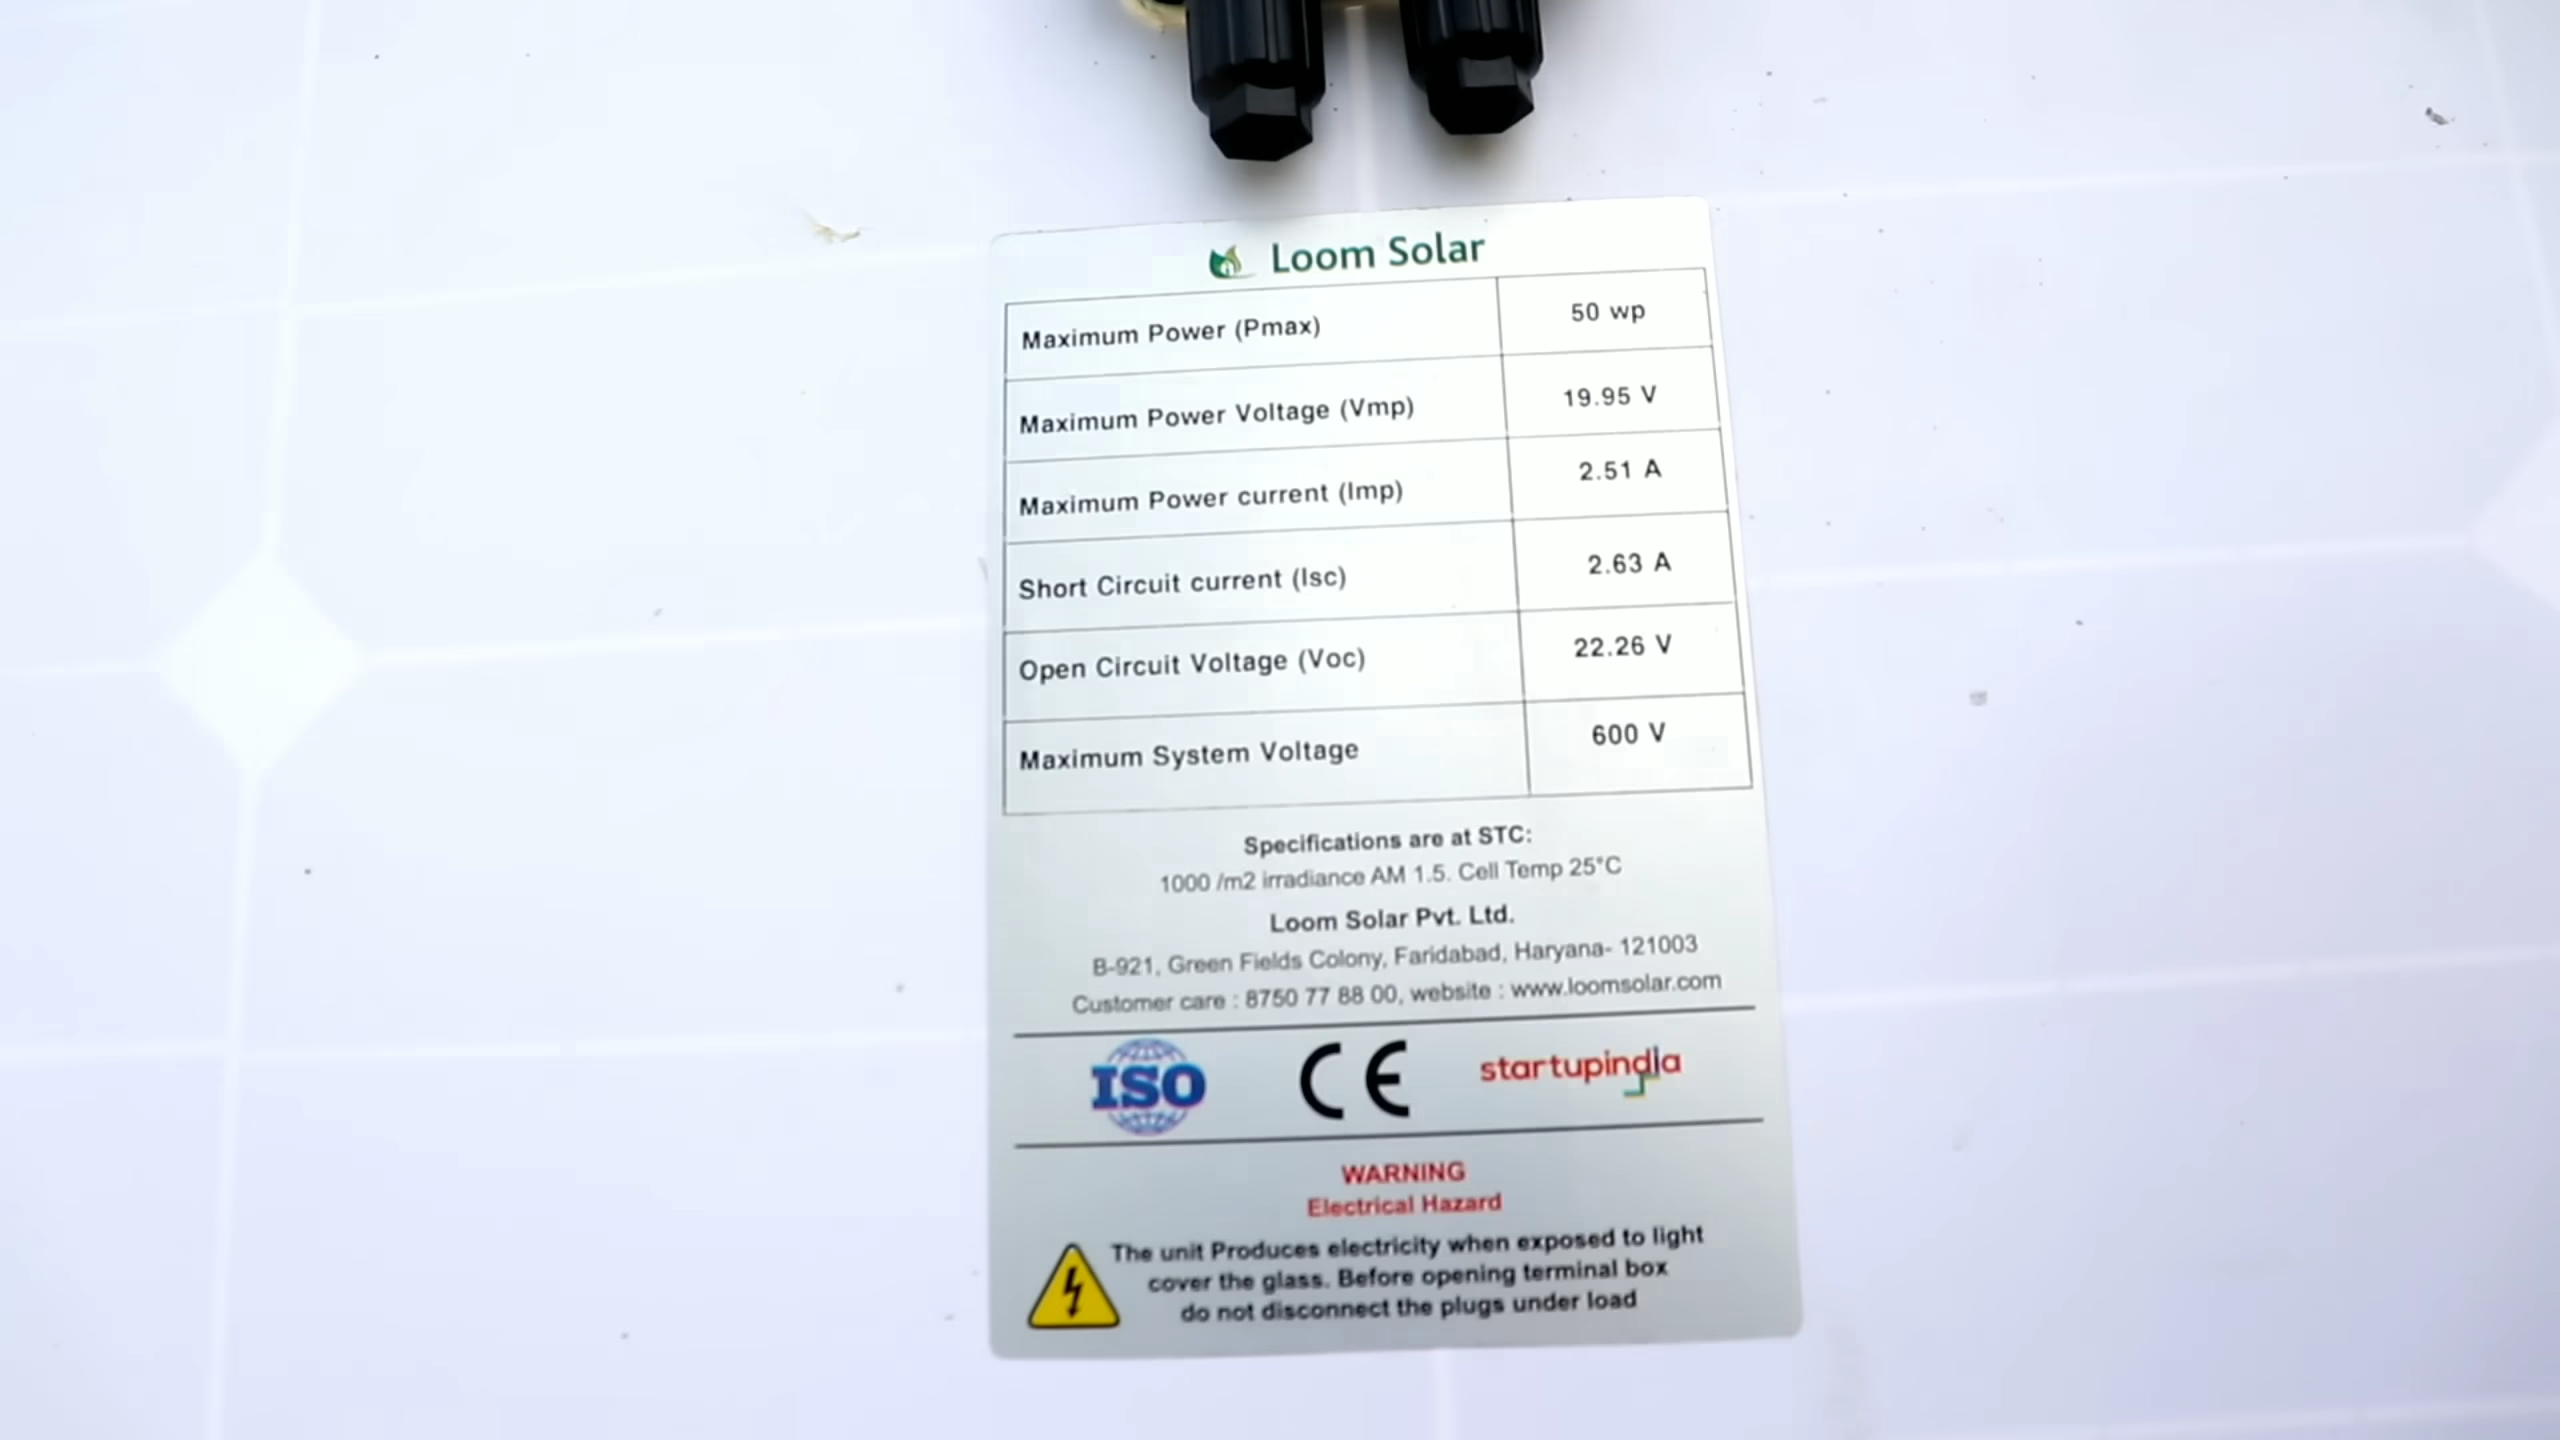 Loom Solar
Maximum Power (Pmax) 50 wp
Maximum Power Voltage (Vmp) 19.95 V
Maximum Power current (Imp) 2.51 A
Short Circuit current (Isc) 2.63 A
Open Circuit Voltage (Voc) 22.26 V
Maximum System Voltage 600 V
Specifications are at STC:
1000 /m2 irradiance AM 1.5. Cell Temp 25°C
Loom Solar Pvt. Ltd.
B-921, Green Fields Colony, Faridabad, Haryana- 121003
Customer care : 8750 77 88 00, website : www.loomsolar.com
ISO CE startupindia
WARNING
Electrical Hazard
The unit Produces electricity when exposed to light
cover the glass. Before opening terminal box
do not disconnect the plugs under load